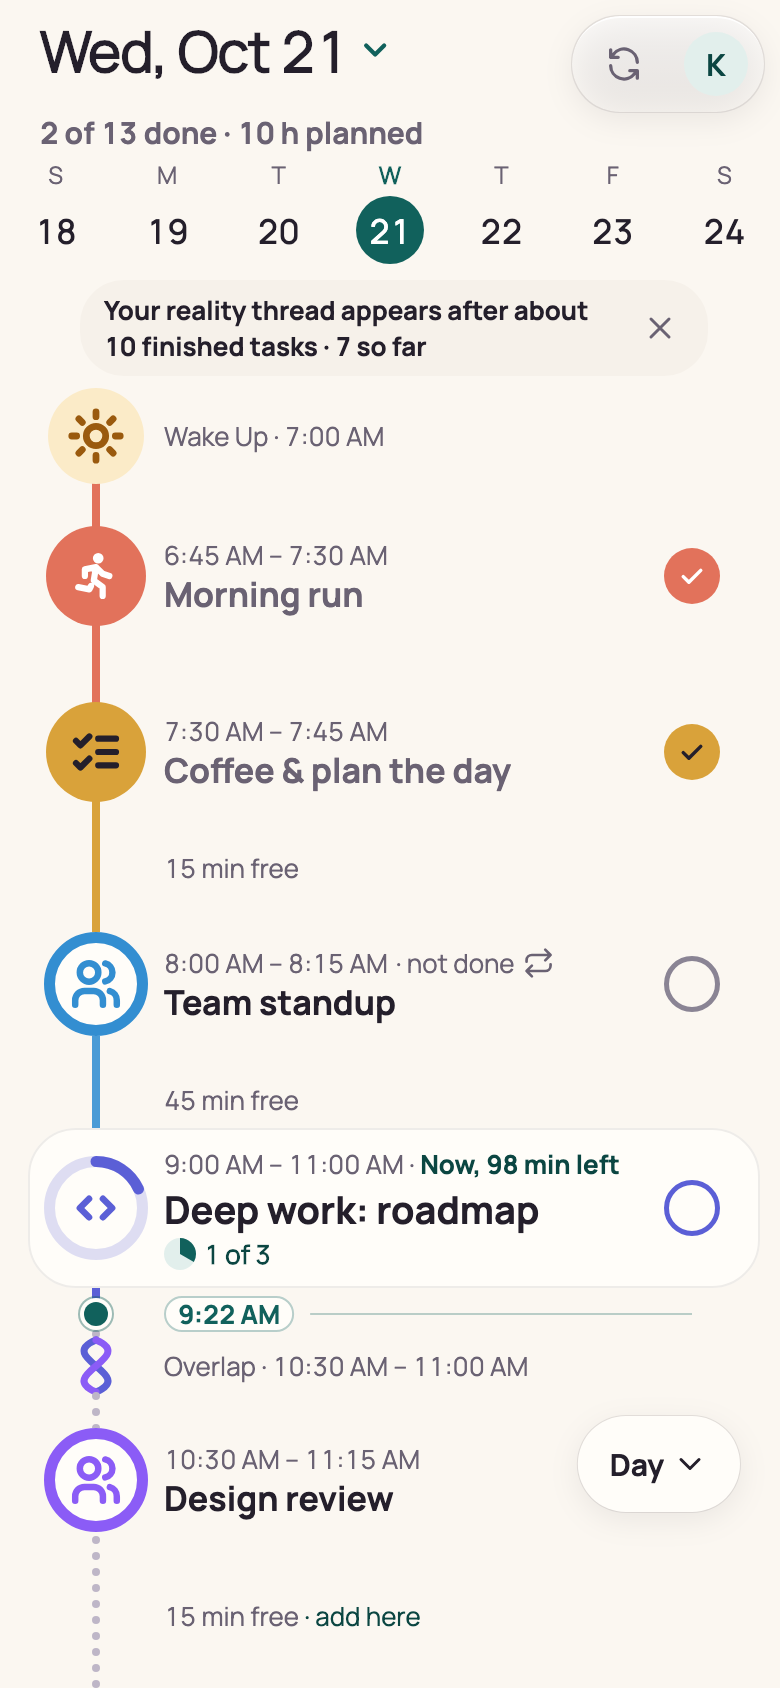 Wed, Oct 21
K
2 of 13 done · 10 h planned
S M T W T F S
18 19 20 21 22 23 24
Your reality thread appears after about
10 finished tasks · 7 so far
Wake Up · 7:00 AM
6:45 AM – 7:30 AM
Morning run
7:30 AM – 7:45 AM
Coffee & plan the day
15 min free
8:00 AM – 8:15 AM · not done
Team standup
45 min free
9:00 AM – 11:00 AM · Now, 98 min left
Deep work: roadmap
1 of 3
9:22 AM
Overlap · 10:30 AM – 11:00 AM
10:30 AM – 11:15 AM
Design review
Day
15 min free · add here